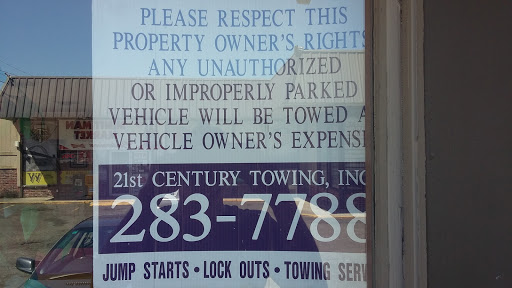 PLEASE RESPECT THIS
PROPERTY OWNER'S RIGHTS
ANY UNAUTHORIZED
OR IMPROPERLY PARKED
VEHICLE WILL BE TOWED A
VEHICLE OWNER'S EXPENS
21st CENTURY TOWING, INC
283-7788
JUMP STARTS • LOCK OUTS • TOWING SERV